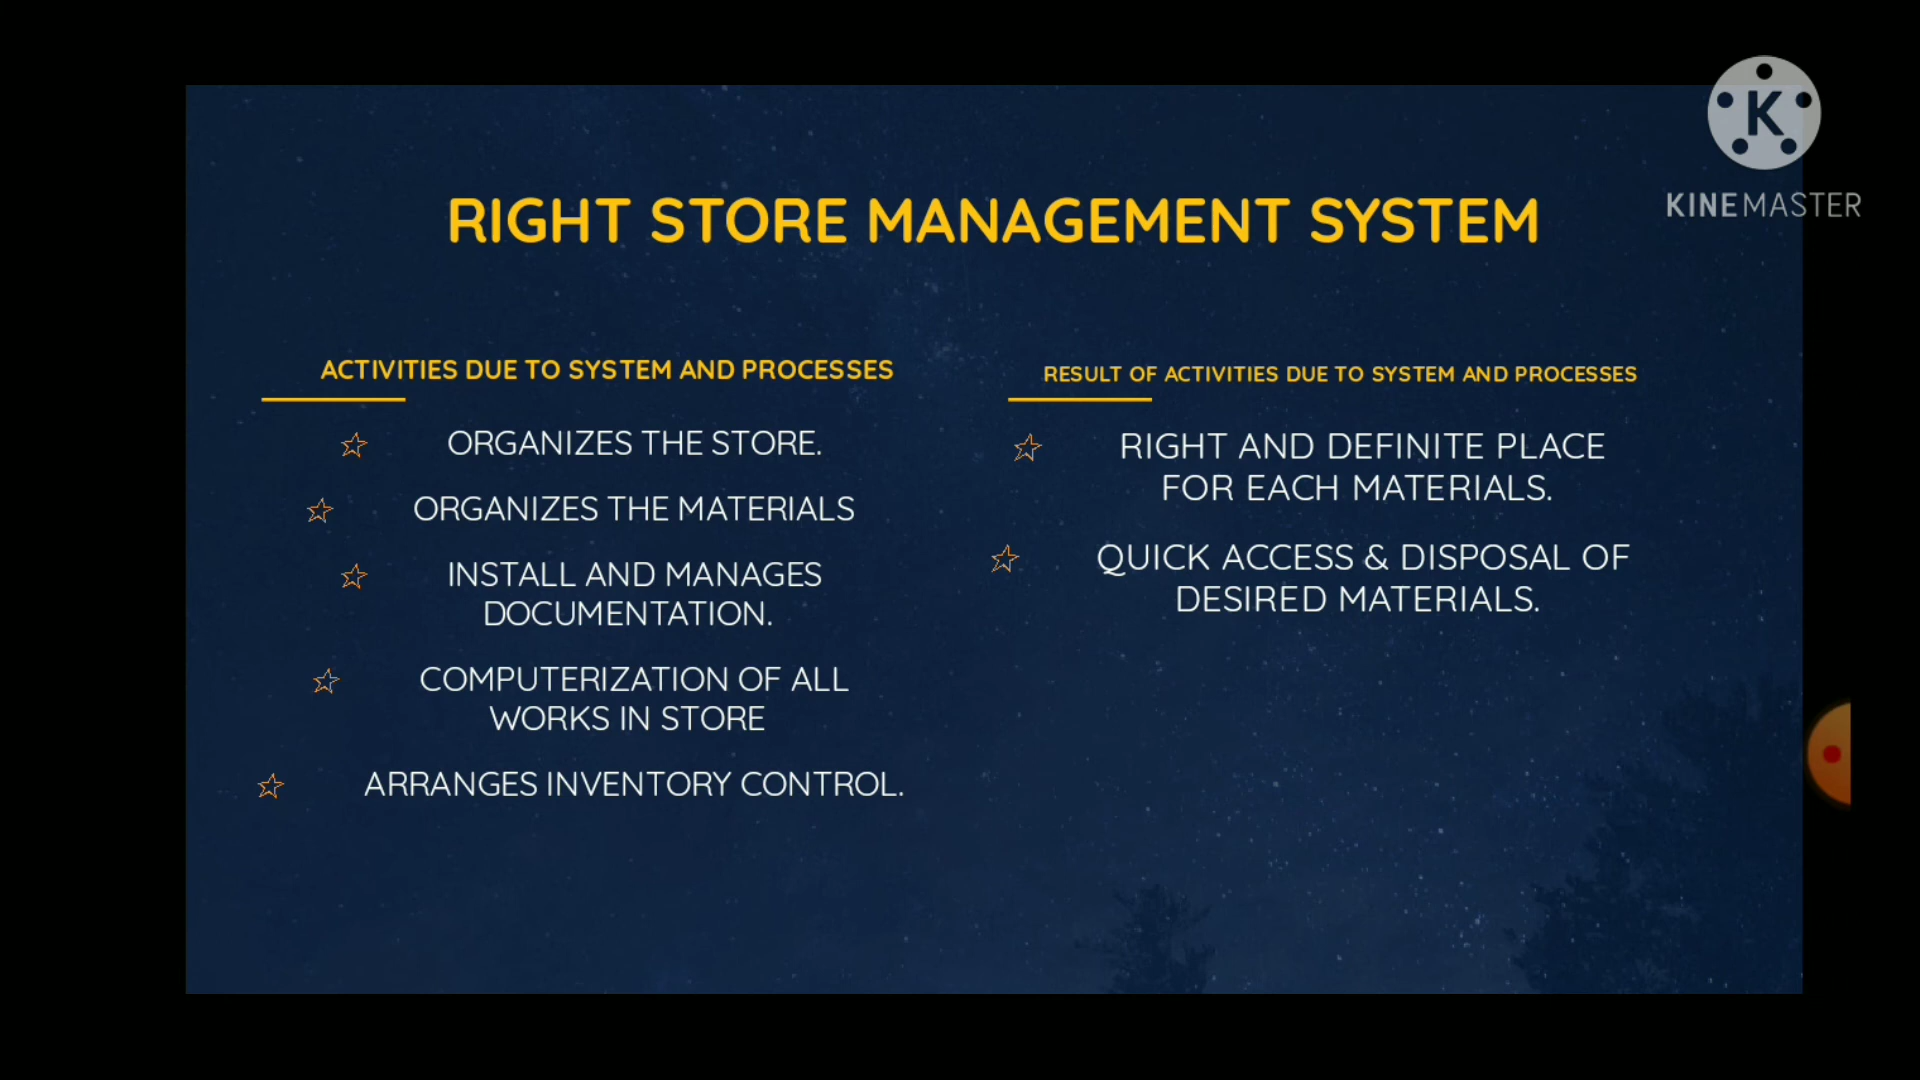 K
KINEMASTER
RIGHT STORE MANAGEMENT SYSTEM
ACTIVITIES DUE TO SYSTEM AND PROCESSES
ORGANIZES THE STORE.
ORGANIZES THE MATERIALS
INSTALL AND MANAGES
DOCUMENTATION.
COMPUTERIZATION OF ALL
WORKS IN STORE
ARRANGES INVENTORY CONTROL.
RESULT OF ACTIVITIES DUE TO SYSTEM AND PROCESSES
RIGHT AND DEFINITE PLACE
FOR EACH MATERIALS.
QUICK ACCESS & DISPOSAL OF
DESIRED MATERIALS.